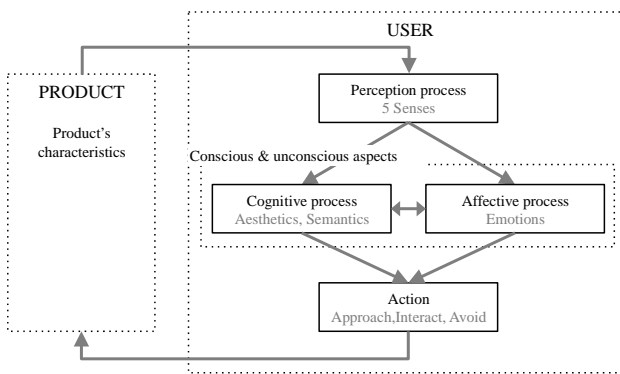 USER
PRODUCT
Product's
characteristics
Perception process
5 Senses
Conscious & unconscious aspects
Cognitive process
Aesthetics, Semantics
Affective process
Emotions
Action
Approach,Interact, Avoid